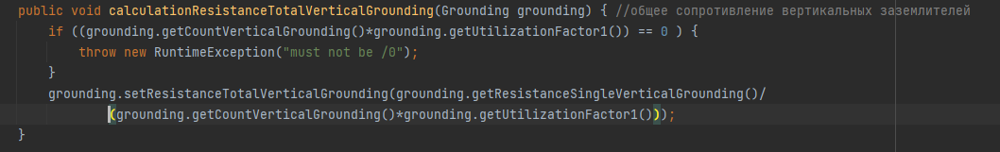 public void calculationResistanceTotalVerticalGrounding(Grounding grounding) { //общее сопротивление вертикальных заземлителей
if ((grounding.getCountVerticalGrounding()*grounding.getUtilizationFactor1()) == 0 ) {
throw new RuntimeException("must not be /0");
}
grounding.setResistanceTotalVerticalGrounding(grounding.getResistanceSingleVerticalGrounding()/
(grounding.getCountVerticalGrounding()*grounding.getUtilizationFactor1()));
}